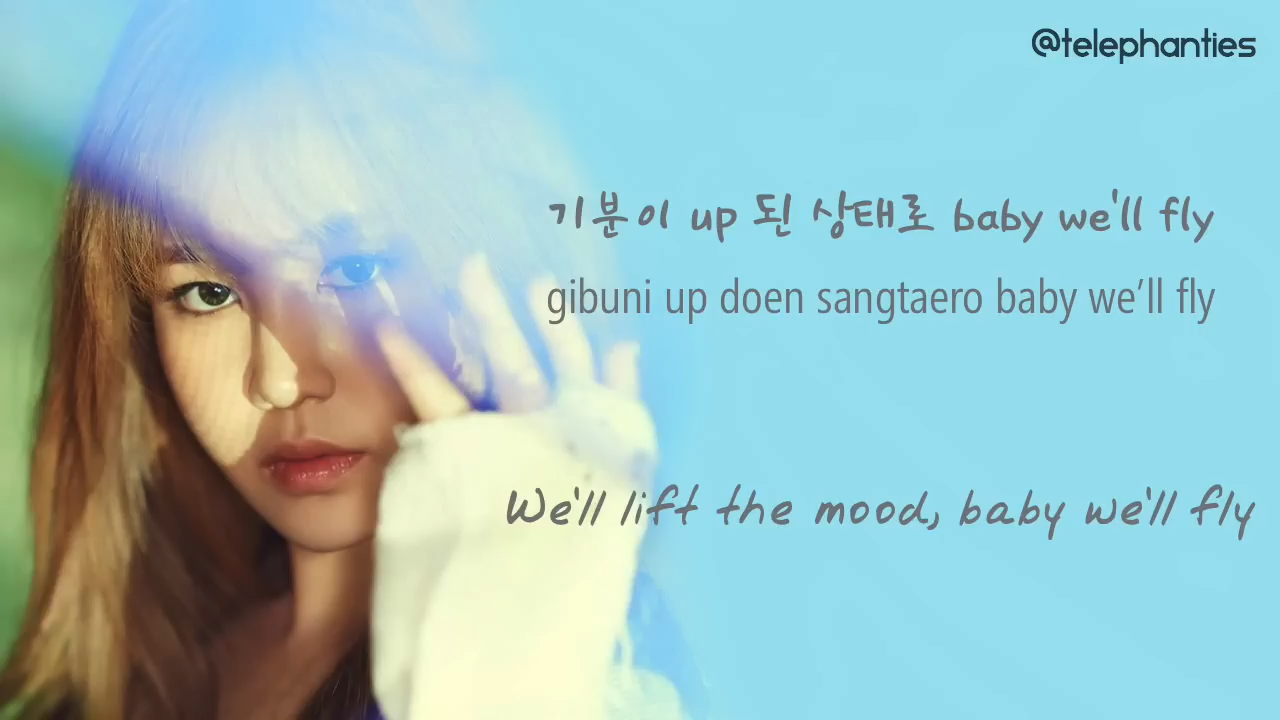 @telephanties
기분이 up 된 상태로 baby we'll fly
gibuni up doen sangtaero baby we’ll fly
We'll lift the mood, baby we'll fly